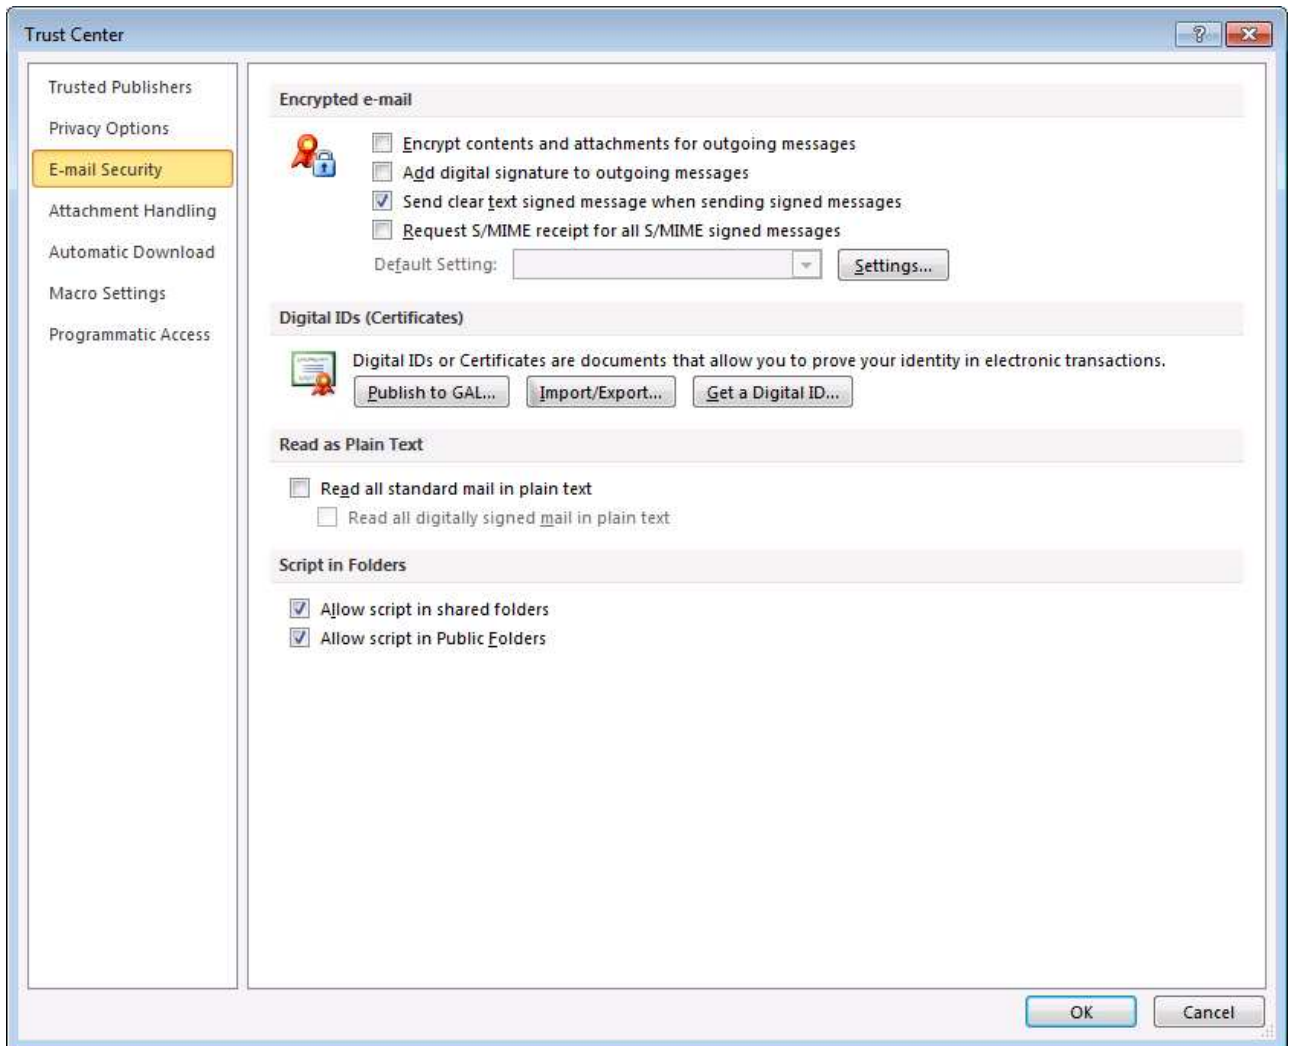 Trust Center
Trusted Publishers
Privacy Options
E-mail Security
Attachment Handling
Automatic Download
Macro Settings
Programmatic Access
Encrypted e-mail
Encrypt contents and attachments for outgoing messages
Add digital signature to outgoing messages
Send clear text signed message when sending signed messages
Request S/MIME receipt for all S/MIME signed messages
Default Setting:
Settings...
Digital IDs (Certificates)
Digital IDs or Certificates are documents that allow you to prove your identity in electronic transactions.
Publish to GAL... Import/Export... Get a Digital ID...
Read as Plain Text
Read all standard mail in plain text
Read all digitally signed mail in plain text
Script in Folders
Allow script in shared folders
Allow script in Public Folders
OK Cancel